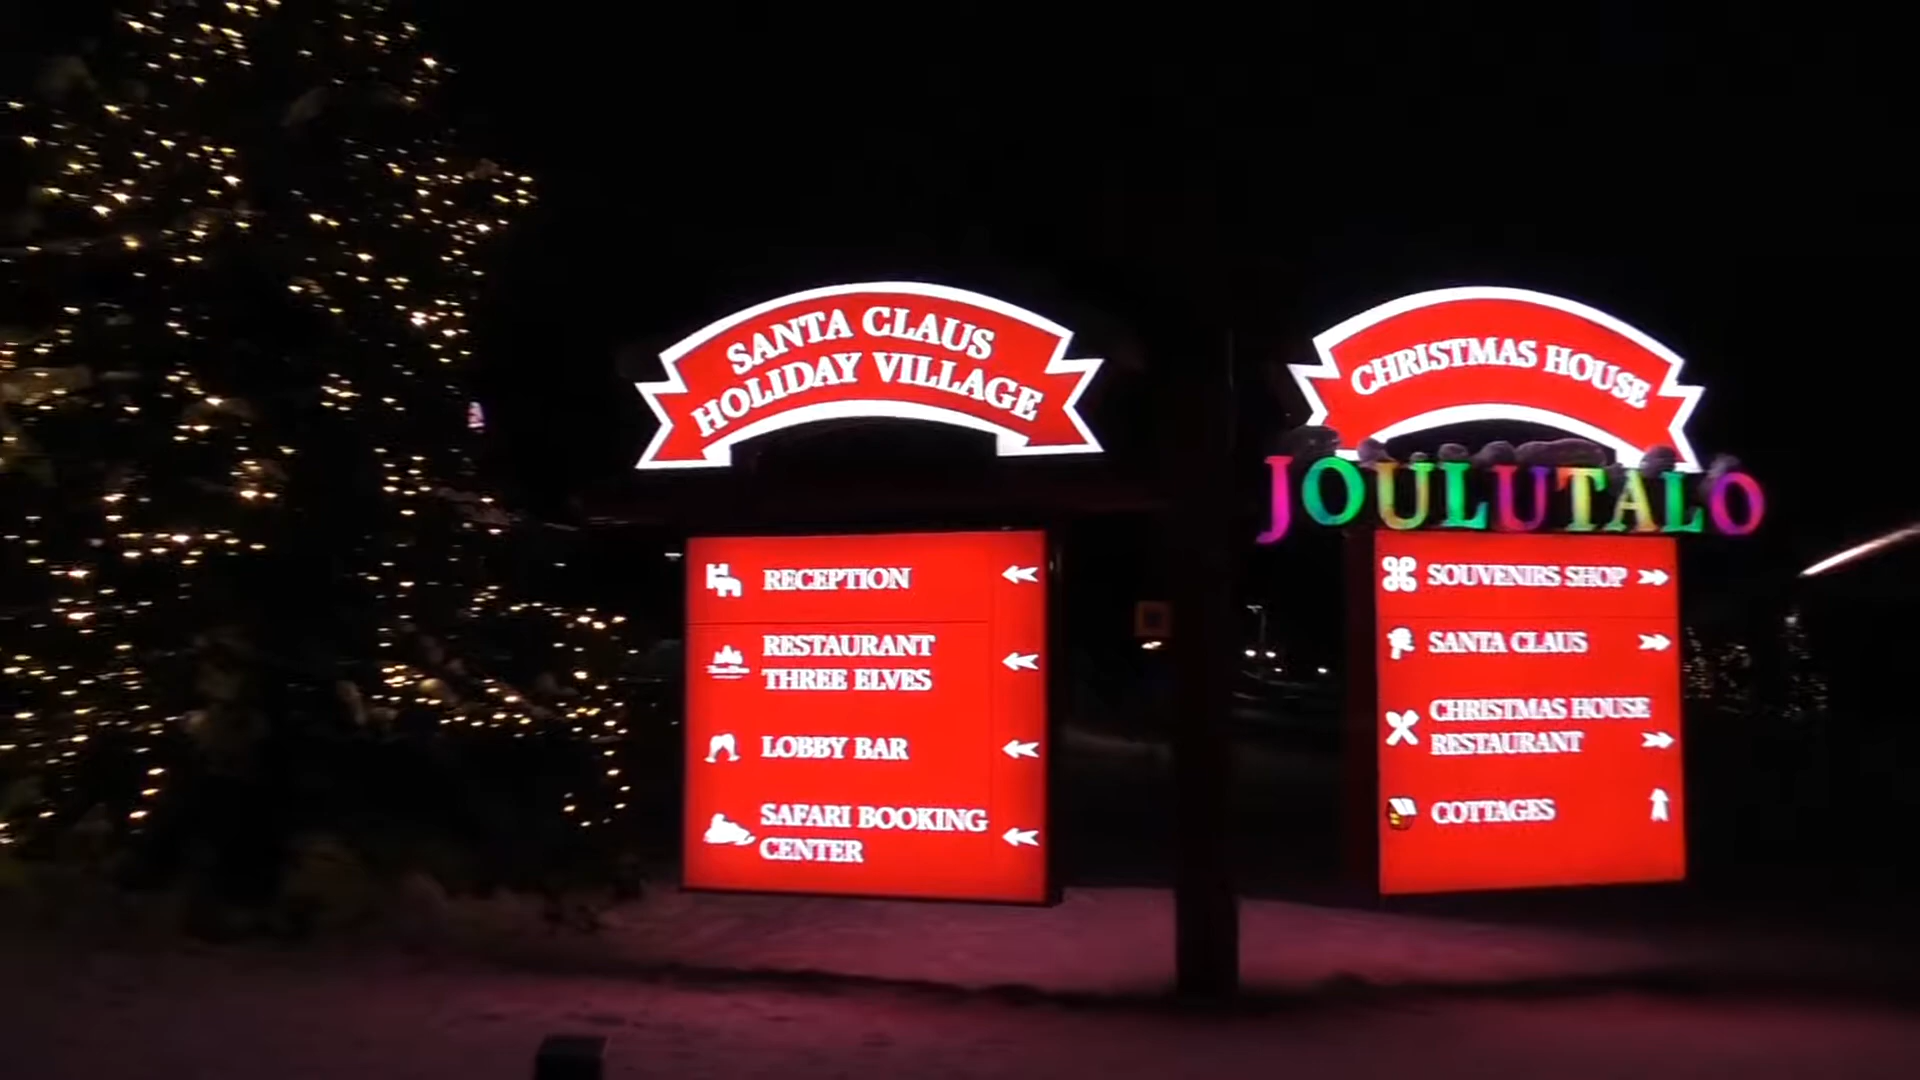 SANTA CLAUS
HOLIDAY VILLAGE
RECEPTION
RESTAURANT
THREE ELVES
LOBBY BAR
SAFARI BOOKING
CENTER
CHRISTMAS HOUSE
JOULUTALO
SOUVENIRS SHOP
SANTA CLAUS
CHRISTMAS HOUSE
RESTAURANT
COTTAGES